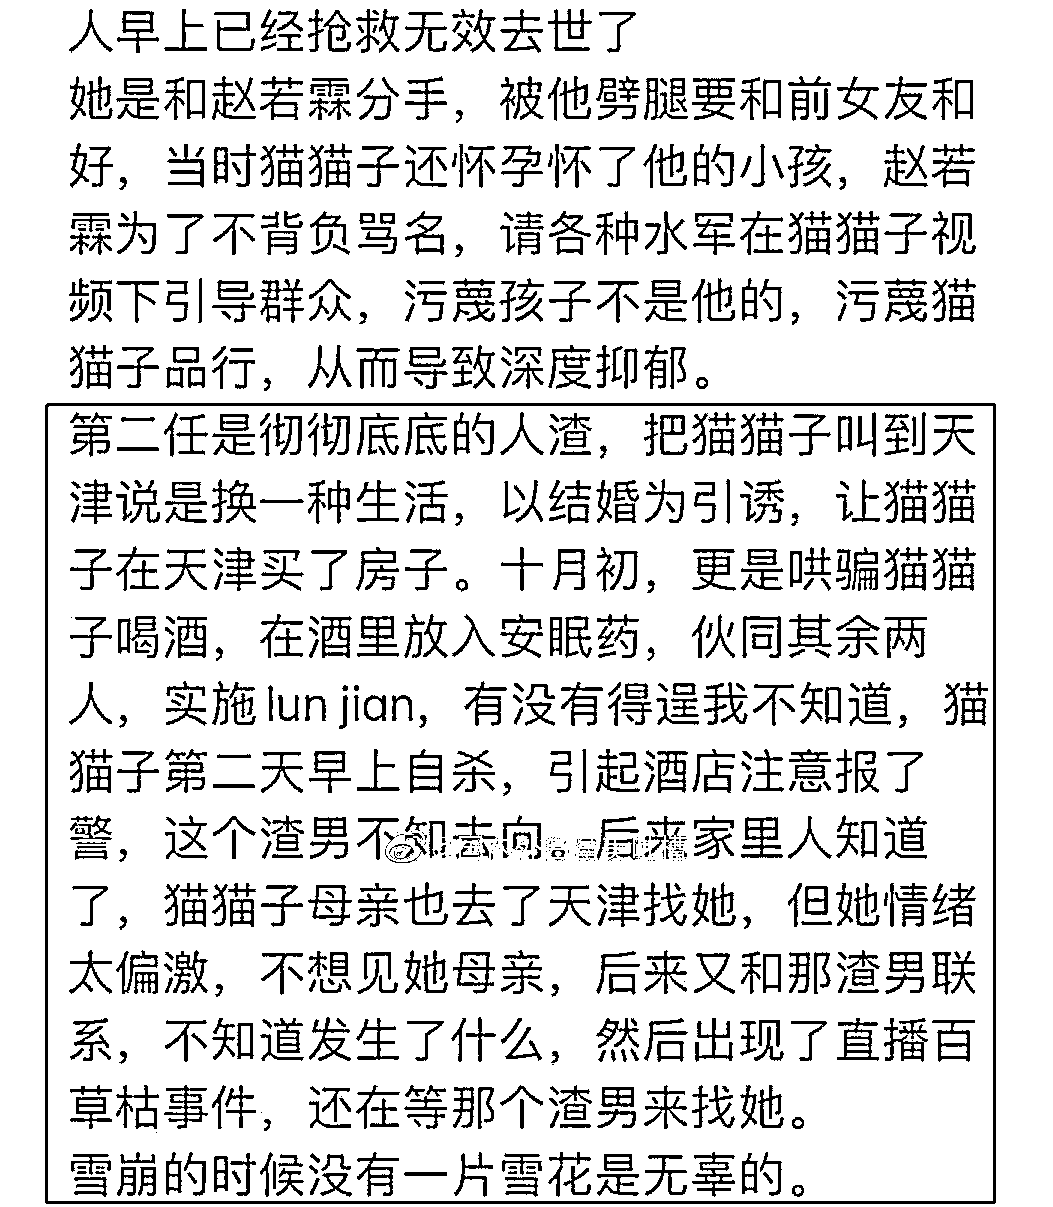 人早上已经抢救无效去世了
她是和赵若霖分手，被他劈腿要和前女友和
好，当时猫猫子还怀孕怀了他的小孩，赵若
霖为了不背负骂名，请各种水军在猫猫子视
频下引导群众，污蔑孩子不是他的，污蔑猫
猫子品行，从而导致深度抑郁。
第二任是彻彻底底的人渣，把猫猫子叫到天
津说是换一种生活，以结婚为引诱，让猫猫
子在天津买了房子。十月初，更是哄骗猫猫
子喝酒，在酒里放入安眠药，伙同其余两
人，实施lun jian，有没有得逞我不知道，猫
猫子第二天早上自杀，引起酒店注意报了
警，这个渣男不知去向。后来家里人知道
了，猫猫子母亲也去了天津找她，但她情绪
太偏激，不想见她母亲，后来又和那渣男联
系，不知道发生了什么，然后出现了直播百
草枯事件，还在等那个渣男来找她。
雪崩的时候没有一片雪花是无辜的。